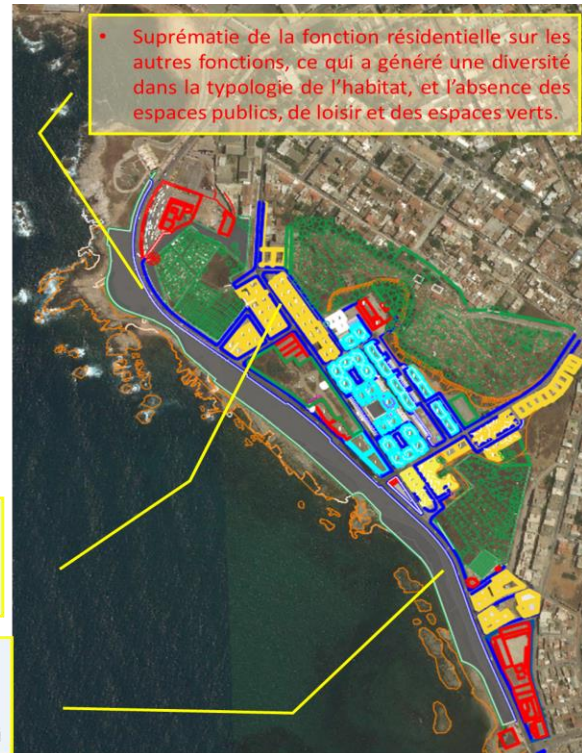 • Suprématie de la fonction résidentielle sur les
autres fonctions, ce qui a généré une diversité
dans la typologie de l’habitat, et l’absence des
espaces publics, de loisir et des espaces verts.